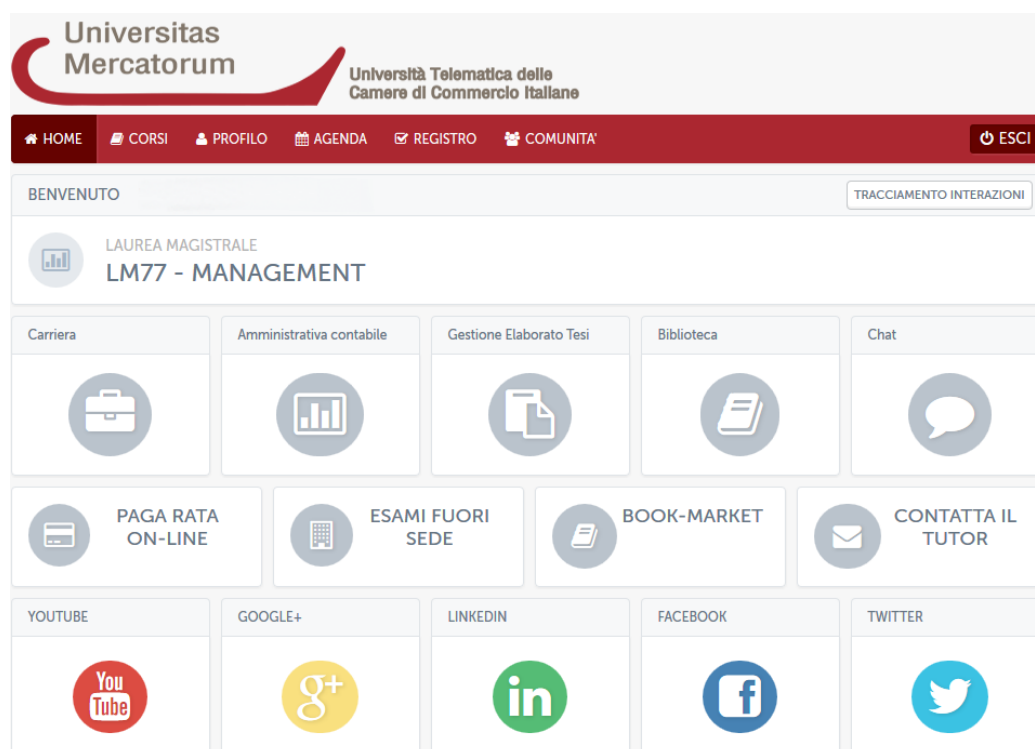 Universitas
Mercatorum
Università Telematica delle
Camere di Commercio Italiane
HOME CORSI PROFILO AGENDA REGISTRO COMUNITA' ESCI
BENVENUTO TRACCIAMENTO INTERAZIONI
LAUREA MAGISTRALE
LM77 - MANAGEMENT
Carriera Amministrativa contabile Gestione Elaborato Tesi Biblioteca Chat
PAGA RATA ESAMI FUORI BOOK-MARKET CONTATTA IL
ON-LINE SEDE TUTOR
YOUTUBE GOOGLE+ LINKEDIN FACEBOOK TWITTER
You
Tube g+ in f